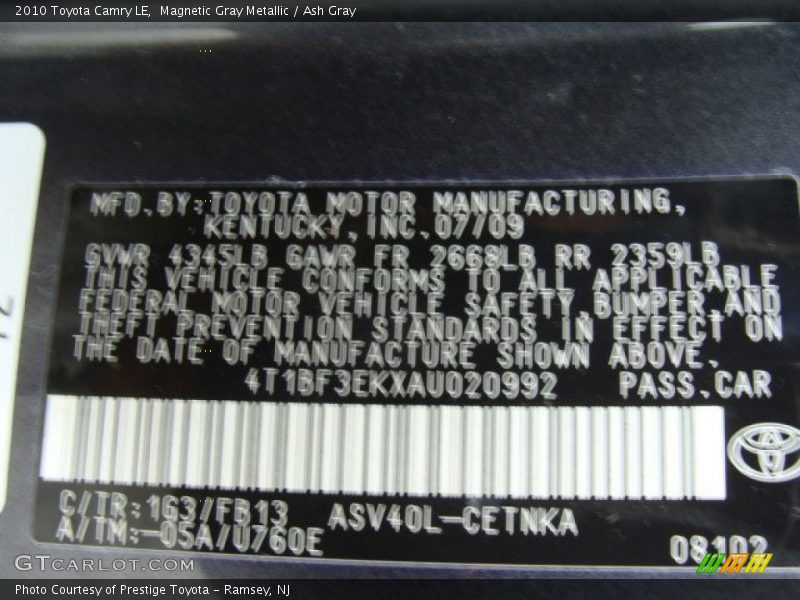 2010 Toyota Camry LE, Magnetic Gray Metallic / Ash Gray
MFD.BY:TOYOTA MOTOR MANUFACTURING,
KENTUCKY,INC.07/09
GVWR 4345LB GAWR FR 2668LB RR 2359LB
THIS VEHICLE CONFORMS TO ALL APPLICABLE
FEDERAL MOTOR VEHICLE SAFETY,BUMPER,AND
THEFT PREVENTION STANDARDS IN EFFECT ON
THE DATE OF MANUFACTURE SHOWN ABOVE.
4T1BF3EKXAU020992 PASS.CAR
C/TR:1G3/FB13 ASV40L-CETNKA
A/TM:-05A/U760E
08102
GTCARLOT.COM
Photo Courtesy of Prestige Toyota - Ramsey, NJ